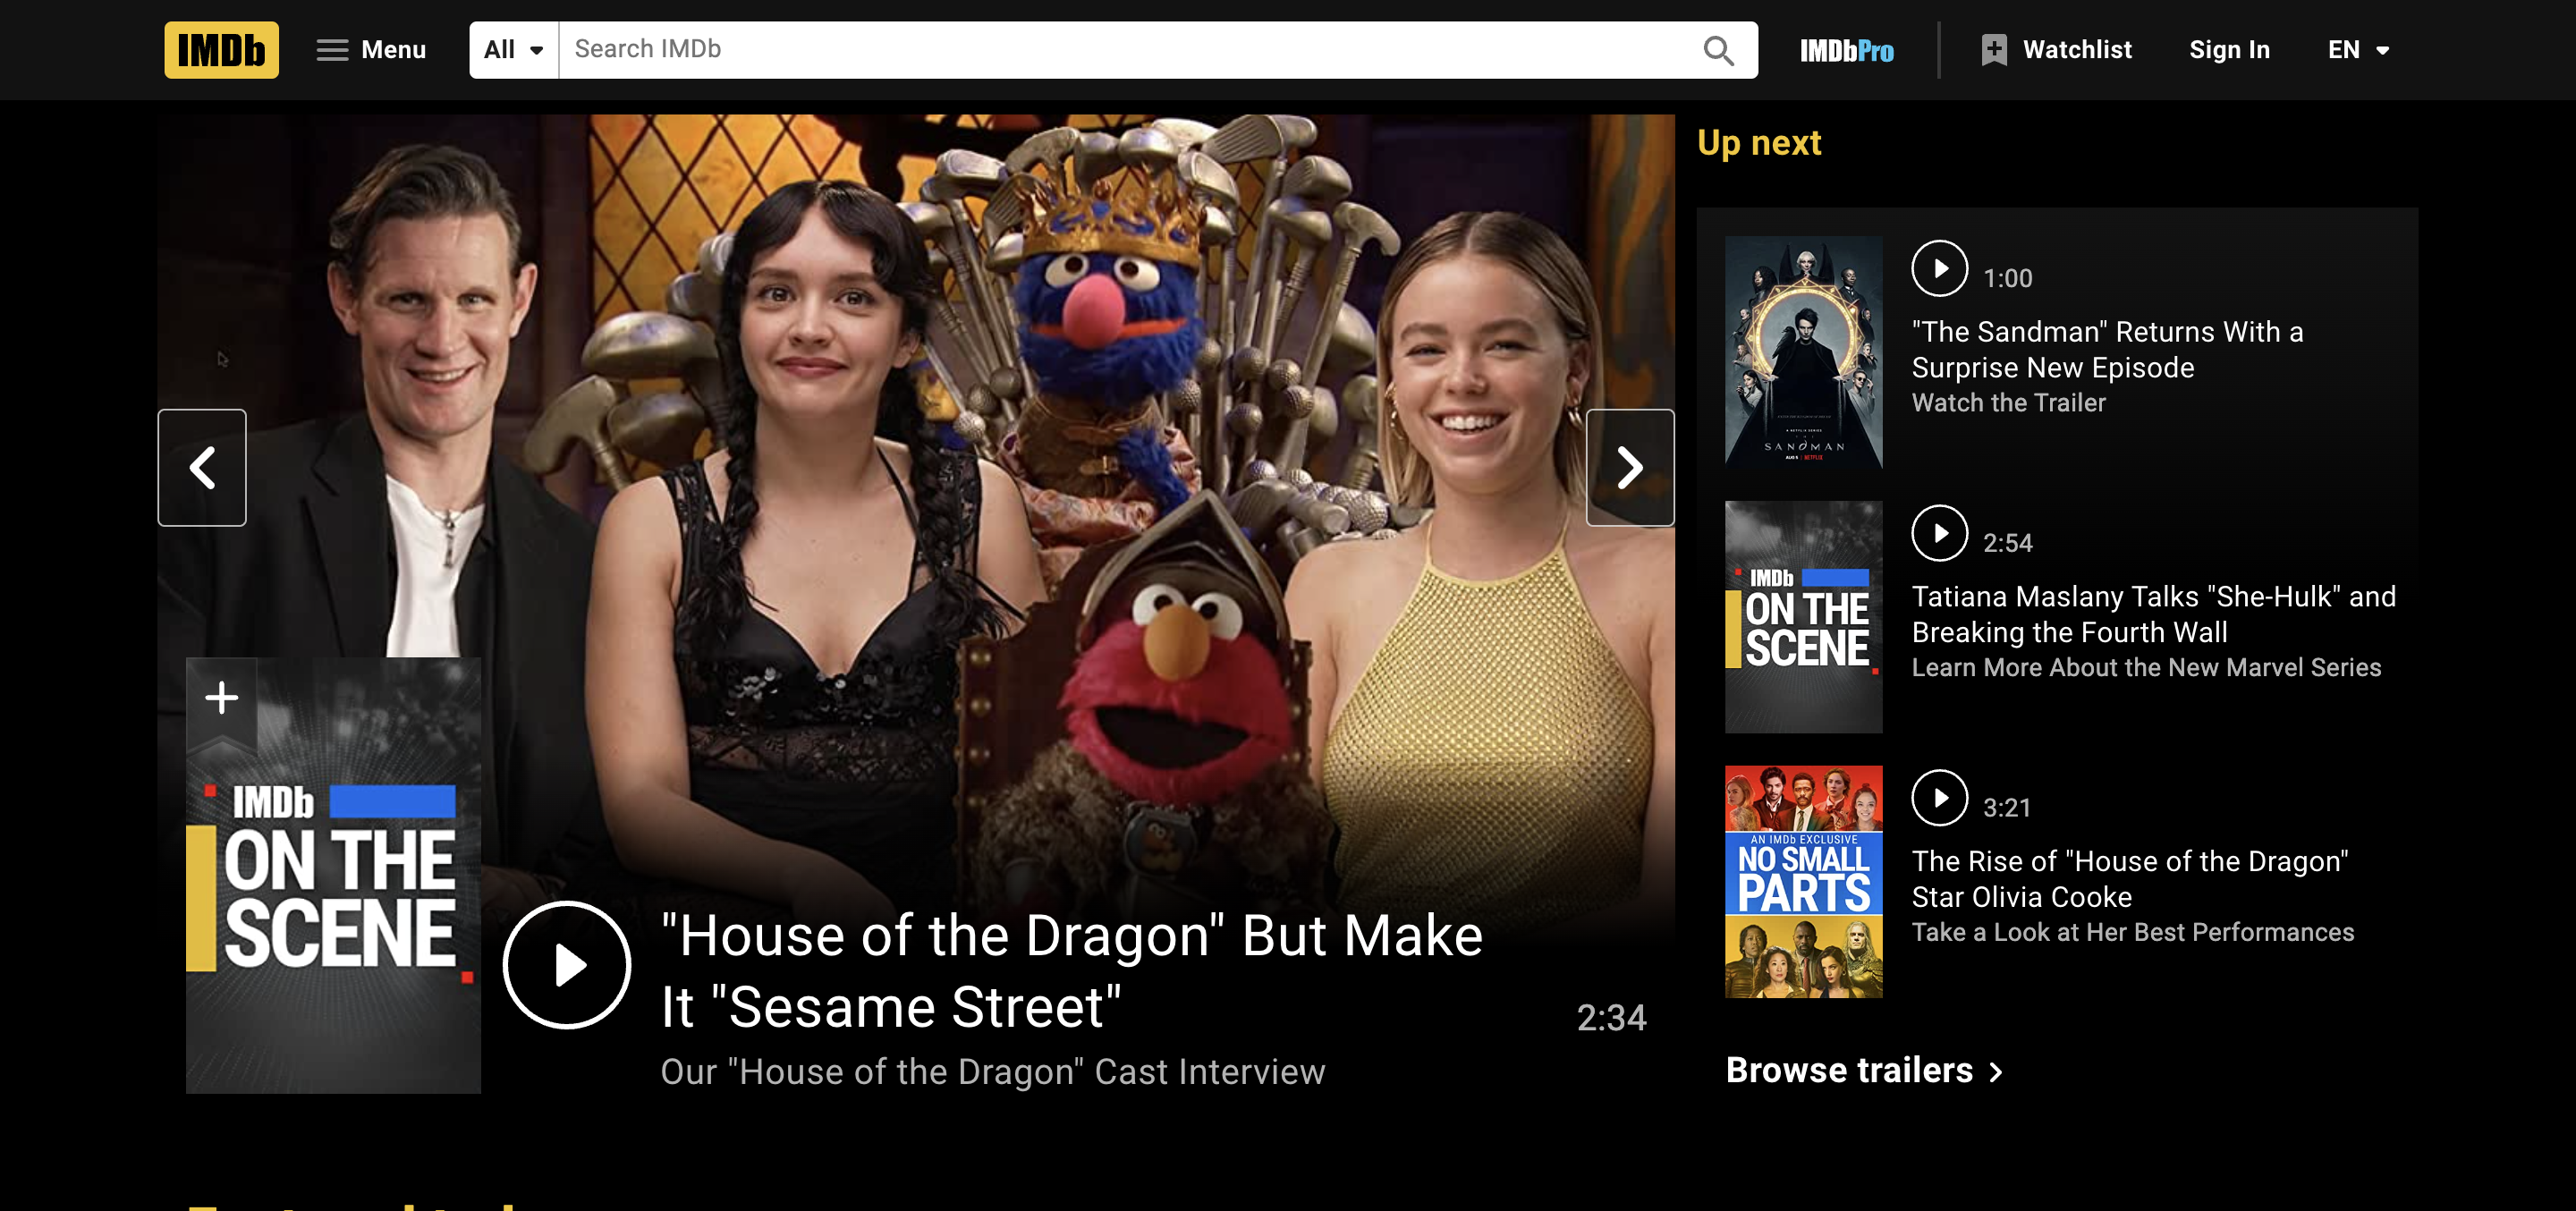 IMDb
Menu
All
Search IMDb
IMDbPro
Watchlist
Sign In
EN
IMDb
ON THE
SCENE
"House of the Dragon" But Make
It "Sesame Street"
Our "House of the Dragon" Cast Interview
2:34
Up next
THE
SANDMAN
NETFLIX
1:00
"The Sandman" Returns With a
Surprise New Episode
Watch the Trailer
IMDb
ON THE
SCENE
2:54
Tatiana Maslany Talks "She-Hulk" and
Breaking the Fourth Wall
Learn More About the New Marvel Series
AN IMDb EXCLUSIVE
NO SMALL
PARTS
3:21
The Rise of "House of the Dragon"
Star Olivia Cooke
Take a Look at Her Best Performances
Browse trailers